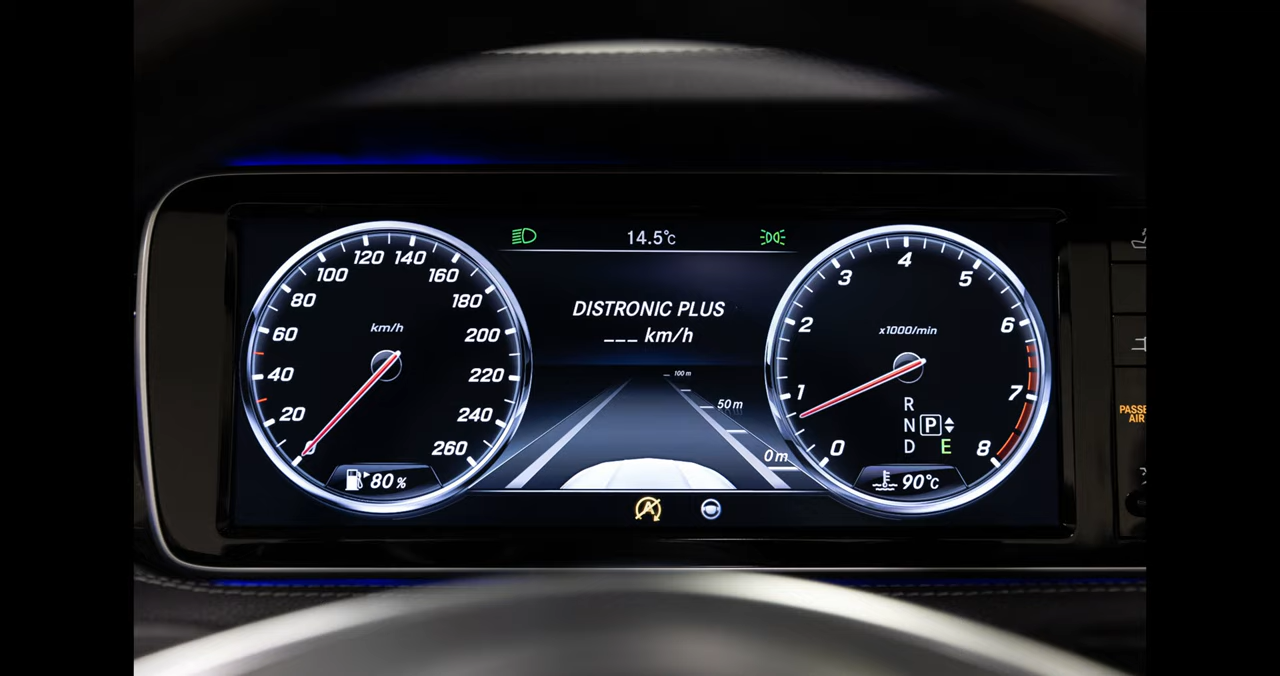 14.5°C
120 140
100 160
80 180
60 200
40 220
20 240
0 260
km/h
80 %
DISTRONIC PLUS
___ km/h
100 m
50 m
0 m
4
3 5
2 6
1 7
0 8
x1000/min
R
N P
D E
90°C
PASSE
AIR